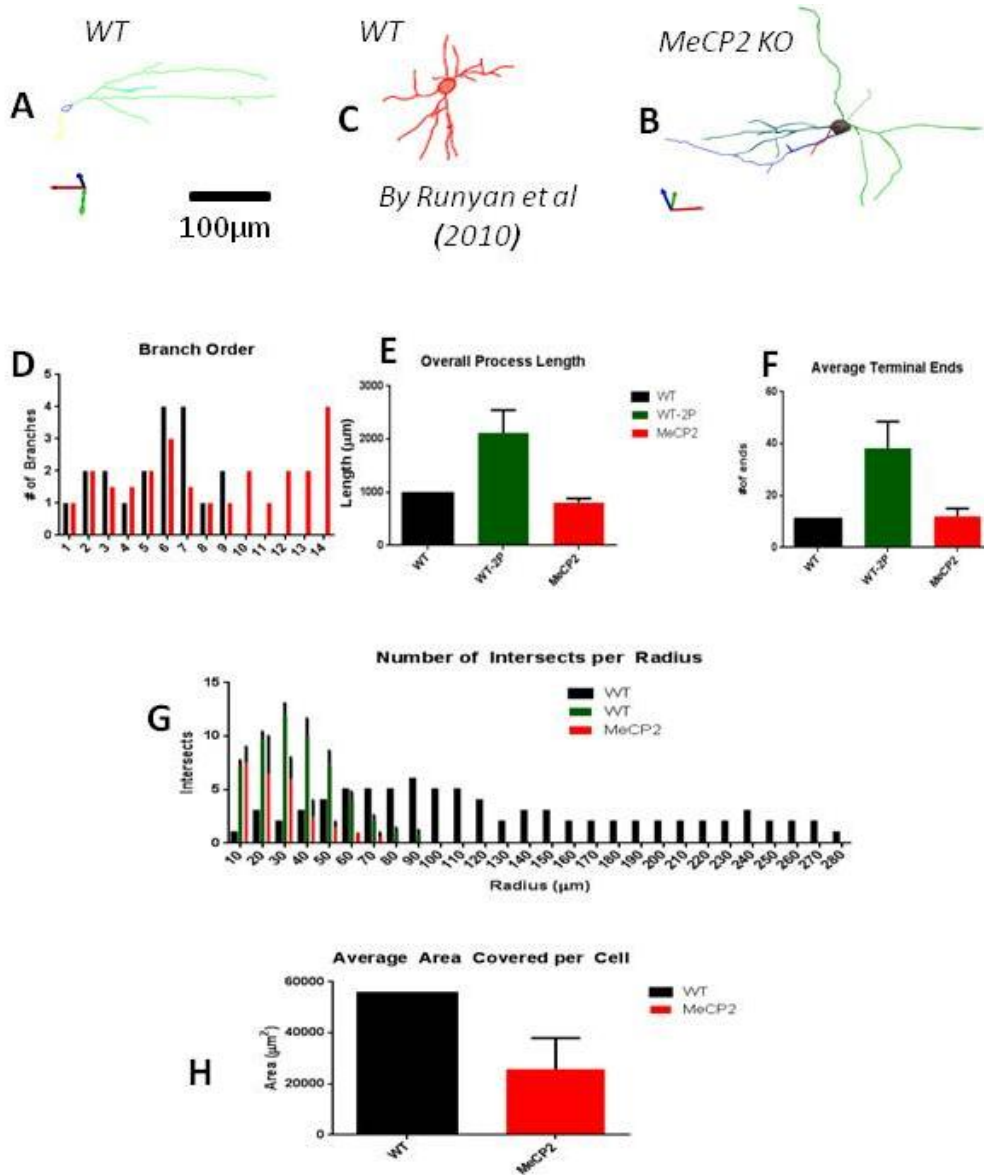 WT
WT
MeCP2 KO
A
C
B
100µm
By Runyan et al
(2010)
D
Branch Order
# of Branches
5
4
3
2
1
0
1 2 3 4 5 6 7 8 9 10 11 12 13 14
E
Overall Process Length
Length (µm)
3000
2000
1000
0
WT WT-2P MeCP2
WT
WT-2P
MeCP2
F
Average Terminal Ends
#of ends
60
40
20
0
WT WT-2P MeCP2
Number of Intersects per Radius
G
Intersects
15
10
5
0
WT
WT
MeCP2
10 20 30 40 50 60 70 80 90 100 110 120 130 140 150 160 170 180 190 200 210 220 230 240 250 260 270 280
Radius (µm)
Average Area Covered per Cell
H
Area (µm²)
60000
40000
20000
0
WT MeCP2
WT
MeCP2